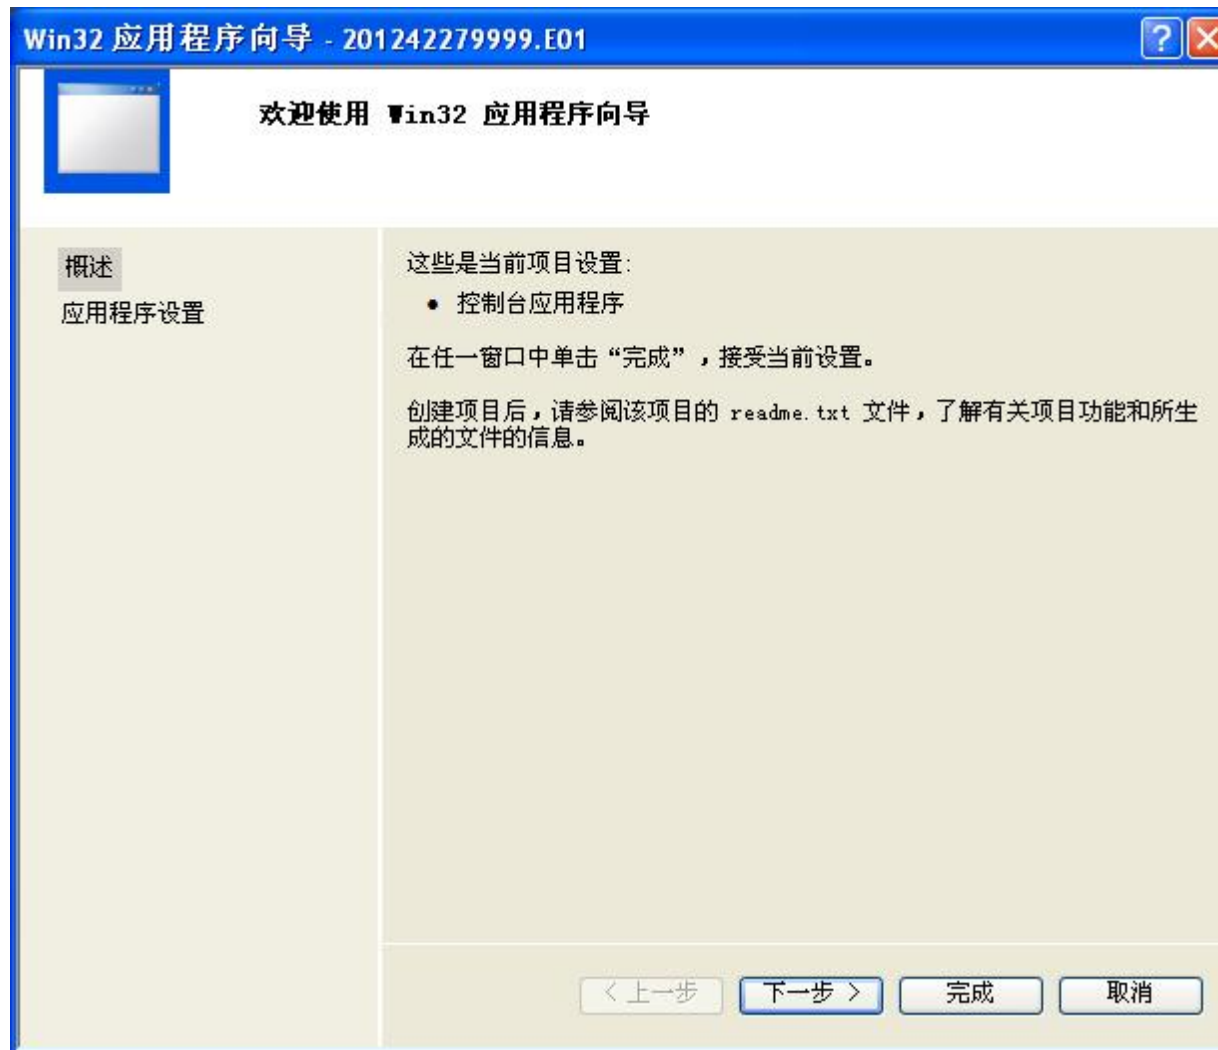 Win32 应用程序向导 - 201242279999.E01
欢迎使用 Win32 应用程序向导
概述
应用程序设置
这些是当前项目设置:
• 控制台应用程序
在任一窗口中单击“完成”，接受当前设置。
创建项目后，请参阅该项目的 readme.txt 文件，了解有关项目功能和所生
成的文件的信息。
< 上一步
下一步 >
完成
取消